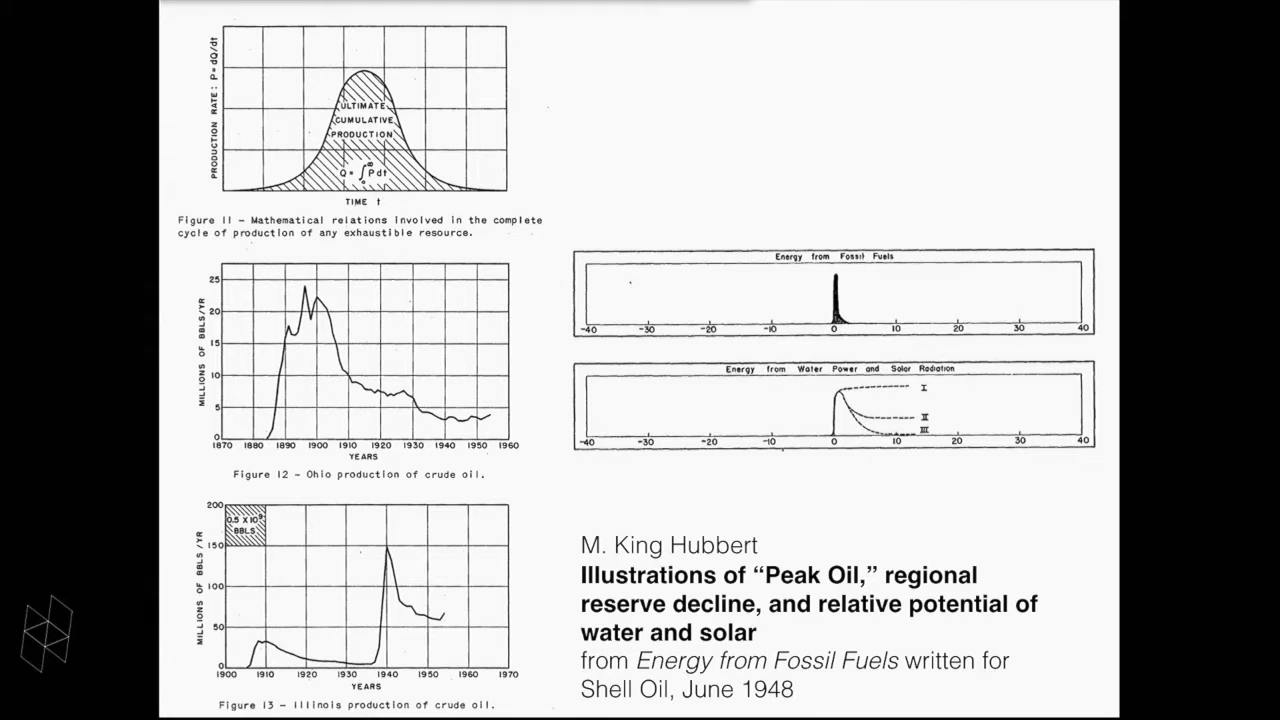 PRODUCTION RATE: P=dQ/dt
ULTIMATE
CUMULATIVE
PRODUCTION
Q = ∫₀^∞ P dt
TIME t
Figure 11 - Mathematical relations involved in the complete
cycle of production of any exhaustible resource.
MILLIONS OF BBLS/YR
25
20
15
10
5
0
1870 1880 1890 1900 1910 1920 1930 1940 1950 1960
YEARS
Figure 12 - Ohio production of crude oil.
MILLIONS OF BBLS/YR
200
150
100
50
0
0.5 X 10⁹
BBLS
1900 1910 1920 1930 1940 1950 1960 1970
YEARS
Figure 13 - Illinois production of crude oil.
Energy from Fossil Fuels
-40 -30 -20 -10 0 10 20 30 40
Energy from Water Power and Solar Radiation
I
II
III
-40 -30 -20 -10 0 10 20 30 40
M. King Hubbert
Illustrations of “Peak Oil,” regional
reserve decline, and relative potential of
water and solar
from Energy from Fossil Fuels written for
Shell Oil, June 1948